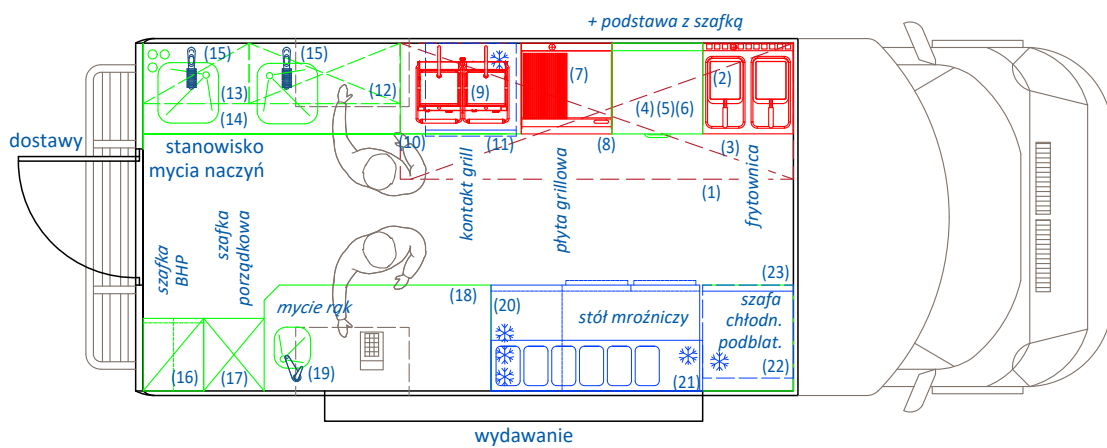 + podstawa z szafką
(15)
(15)
(13)
(14)
(12)
(9)
(7)
(2)
(4)(5)(6)
(10)
(11)
(8)
(3)
dostawy
stanowisko
mycia naczyń
kontakt grill
płyta grillowa
frytownica
(1)
szafka
BHP
szafka
porządkowa
mycie rąk
(18)
(20)
stół mroźniczy
(23)
szafa
chłodn.
podblat.
(16)
(17)
(19)
(21)
(22)
wydawanie